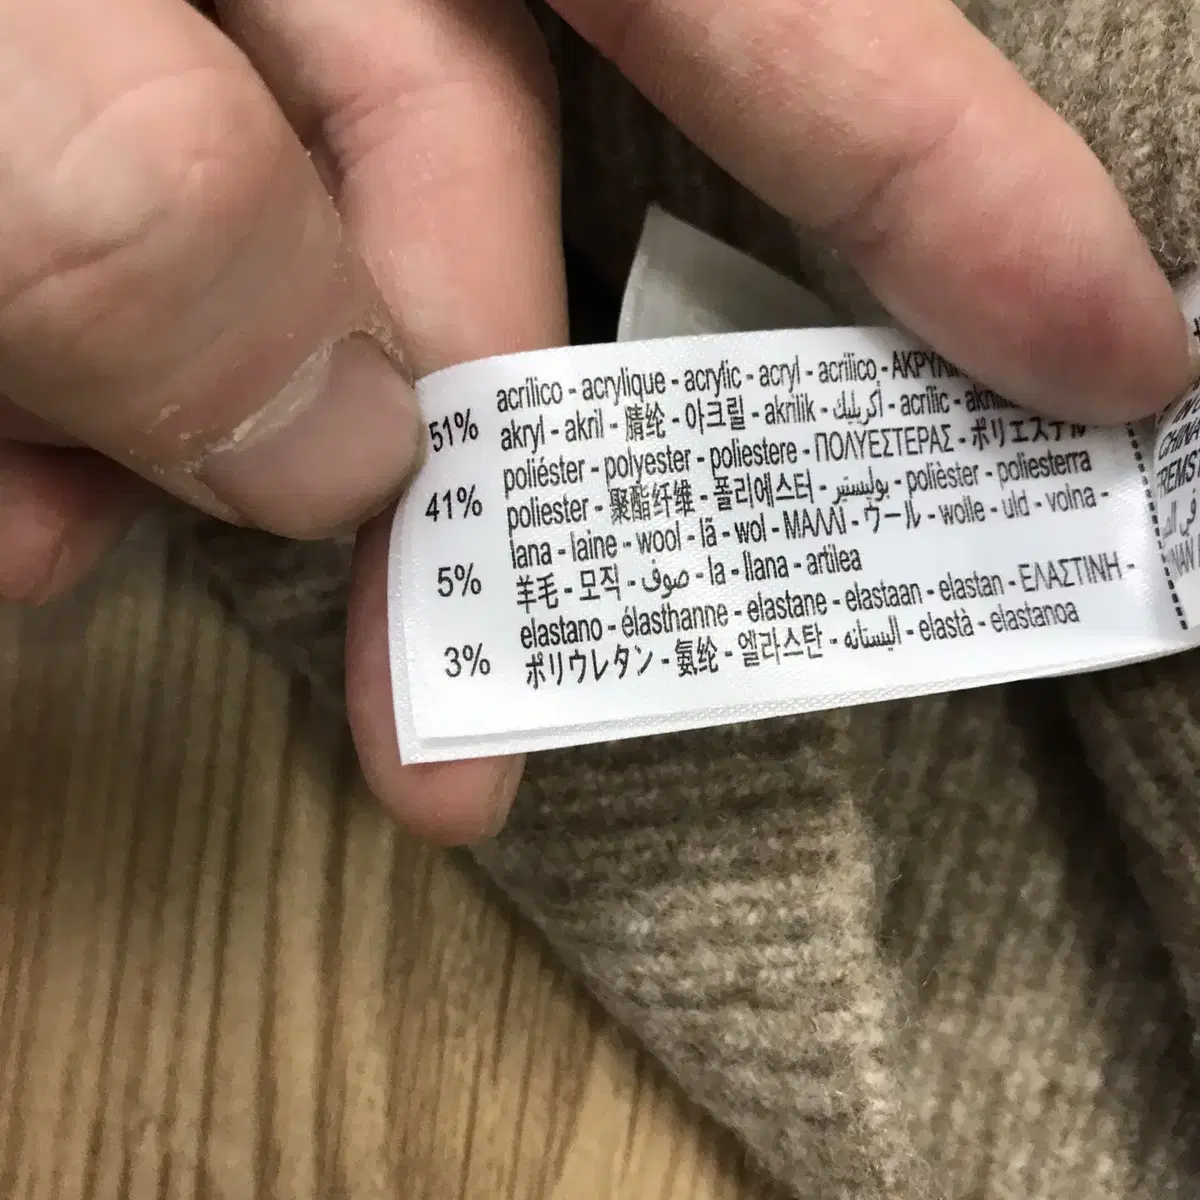 51% acrílico - acrylique - acrylic - acryl - acrilico - ΑΚΡΥΛΙΚ
akryl - akril - 腈纶 - 아크릴 - akrilik - أكريليك - acrílic -
41% poliéster - polyester - poliestere - ΠΟΛΥΕΣΤΕΡΑΣ - ポリエステル
poliester - 聚酯纤维 - 폴리에스터 - بوليستير - polièster - poliesterra
5% lana - laine - wool - lã - wol - ΜΑΛΛΙ - ウール - wolle - uld - volna -
羊毛 - 모직 - صوف - la - llana - artilea
3% elastano - élasthanne - elastane - elastaan - elastan - ΕΛΑΣΤΙΝΗ -
ポリウレタン - 氨纶 - 엘라스탄 - اليستانه - elastà - elastanoa
CHINA